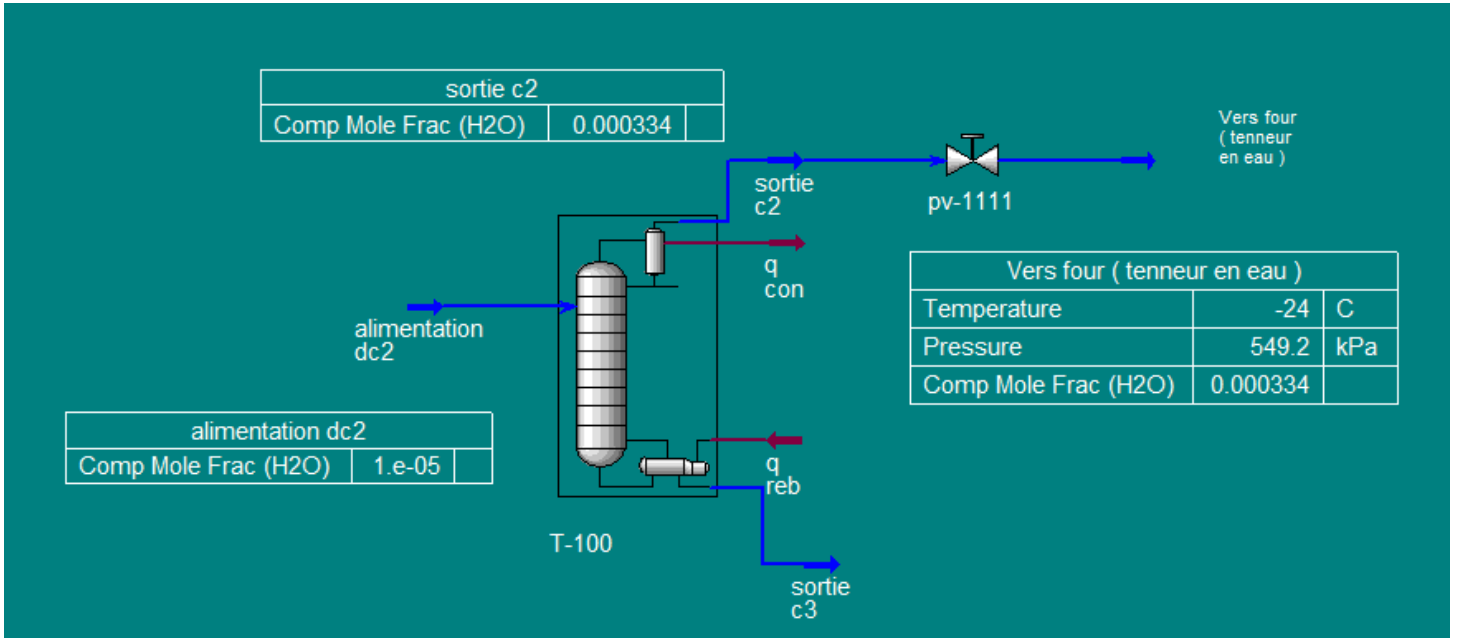 sortie c2
Comp Mole Frac (H2O) 0.000334
Vers four
( tenneur
en eau )
sortie
c2
pv-1111
q
con
Vers four ( tenneur en eau )
Temperature -24 C
Pressure 549.2 kPa
Comp Mole Frac (H2O) 0.000334
alimentation
dc2
alimentation dc2
Comp Mole Frac (H2O) 1.e-05
q
reb
T-100
sortie
c3